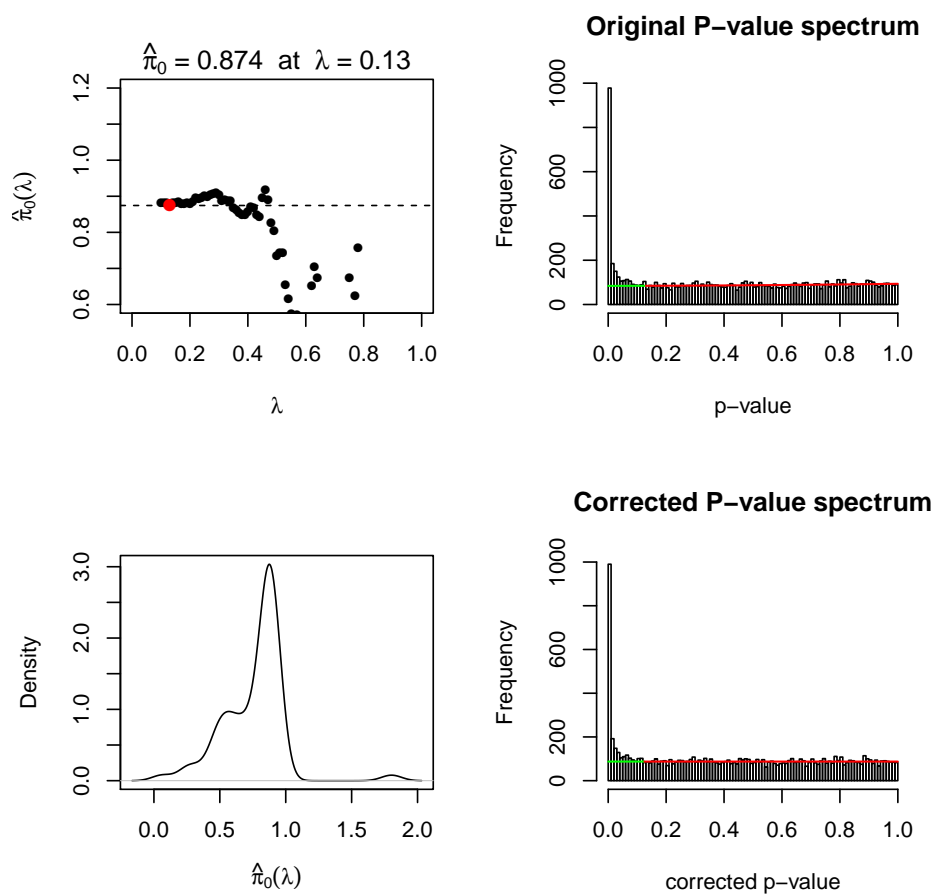 π̂₀ = 0.874 at λ = 0.13
π̂₀(λ)
1.2
1.0
0.8
0.6
0.0 0.2 0.4 0.6 0.8 1.0
λ
Original P−value spectrum
Frequency
1000
600
200
0
0.0 0.2 0.4 0.6 0.8 1.0
p−value
Density
3.0
2.0
1.0
0.0
0.0 0.5 1.0 1.5 2.0
π̂₀(λ)
Corrected P−value spectrum
Frequency
1000
600
200
0
0.0 0.2 0.4 0.6 0.8 1.0
corrected p−value